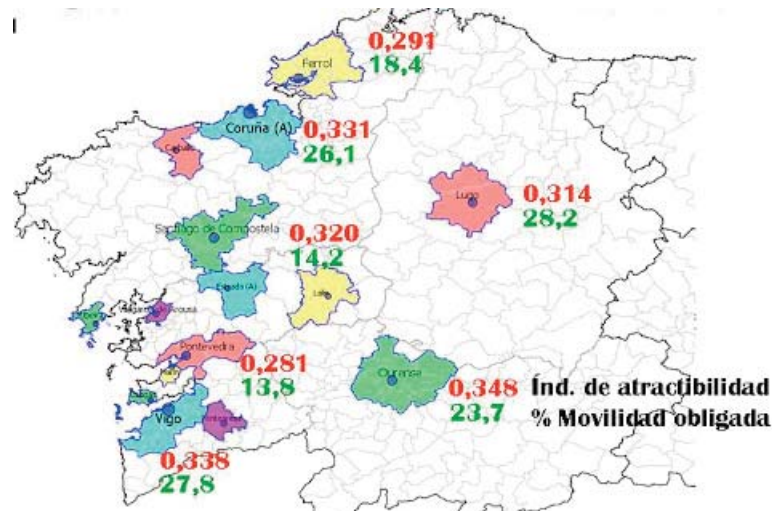 Ferrol
0,291
18,4
Coruña (A)
0,331
26,1
Lugo
0,314
28,2
Santiago de Compostela
0,320
14,2
Estrada (A)
Lalín
Pontevedra
0,281
13,8
Ourense
0,348 Índ. de atractibilidad
23,7 % Movilidad obligada
Vigo
0,338
27,8